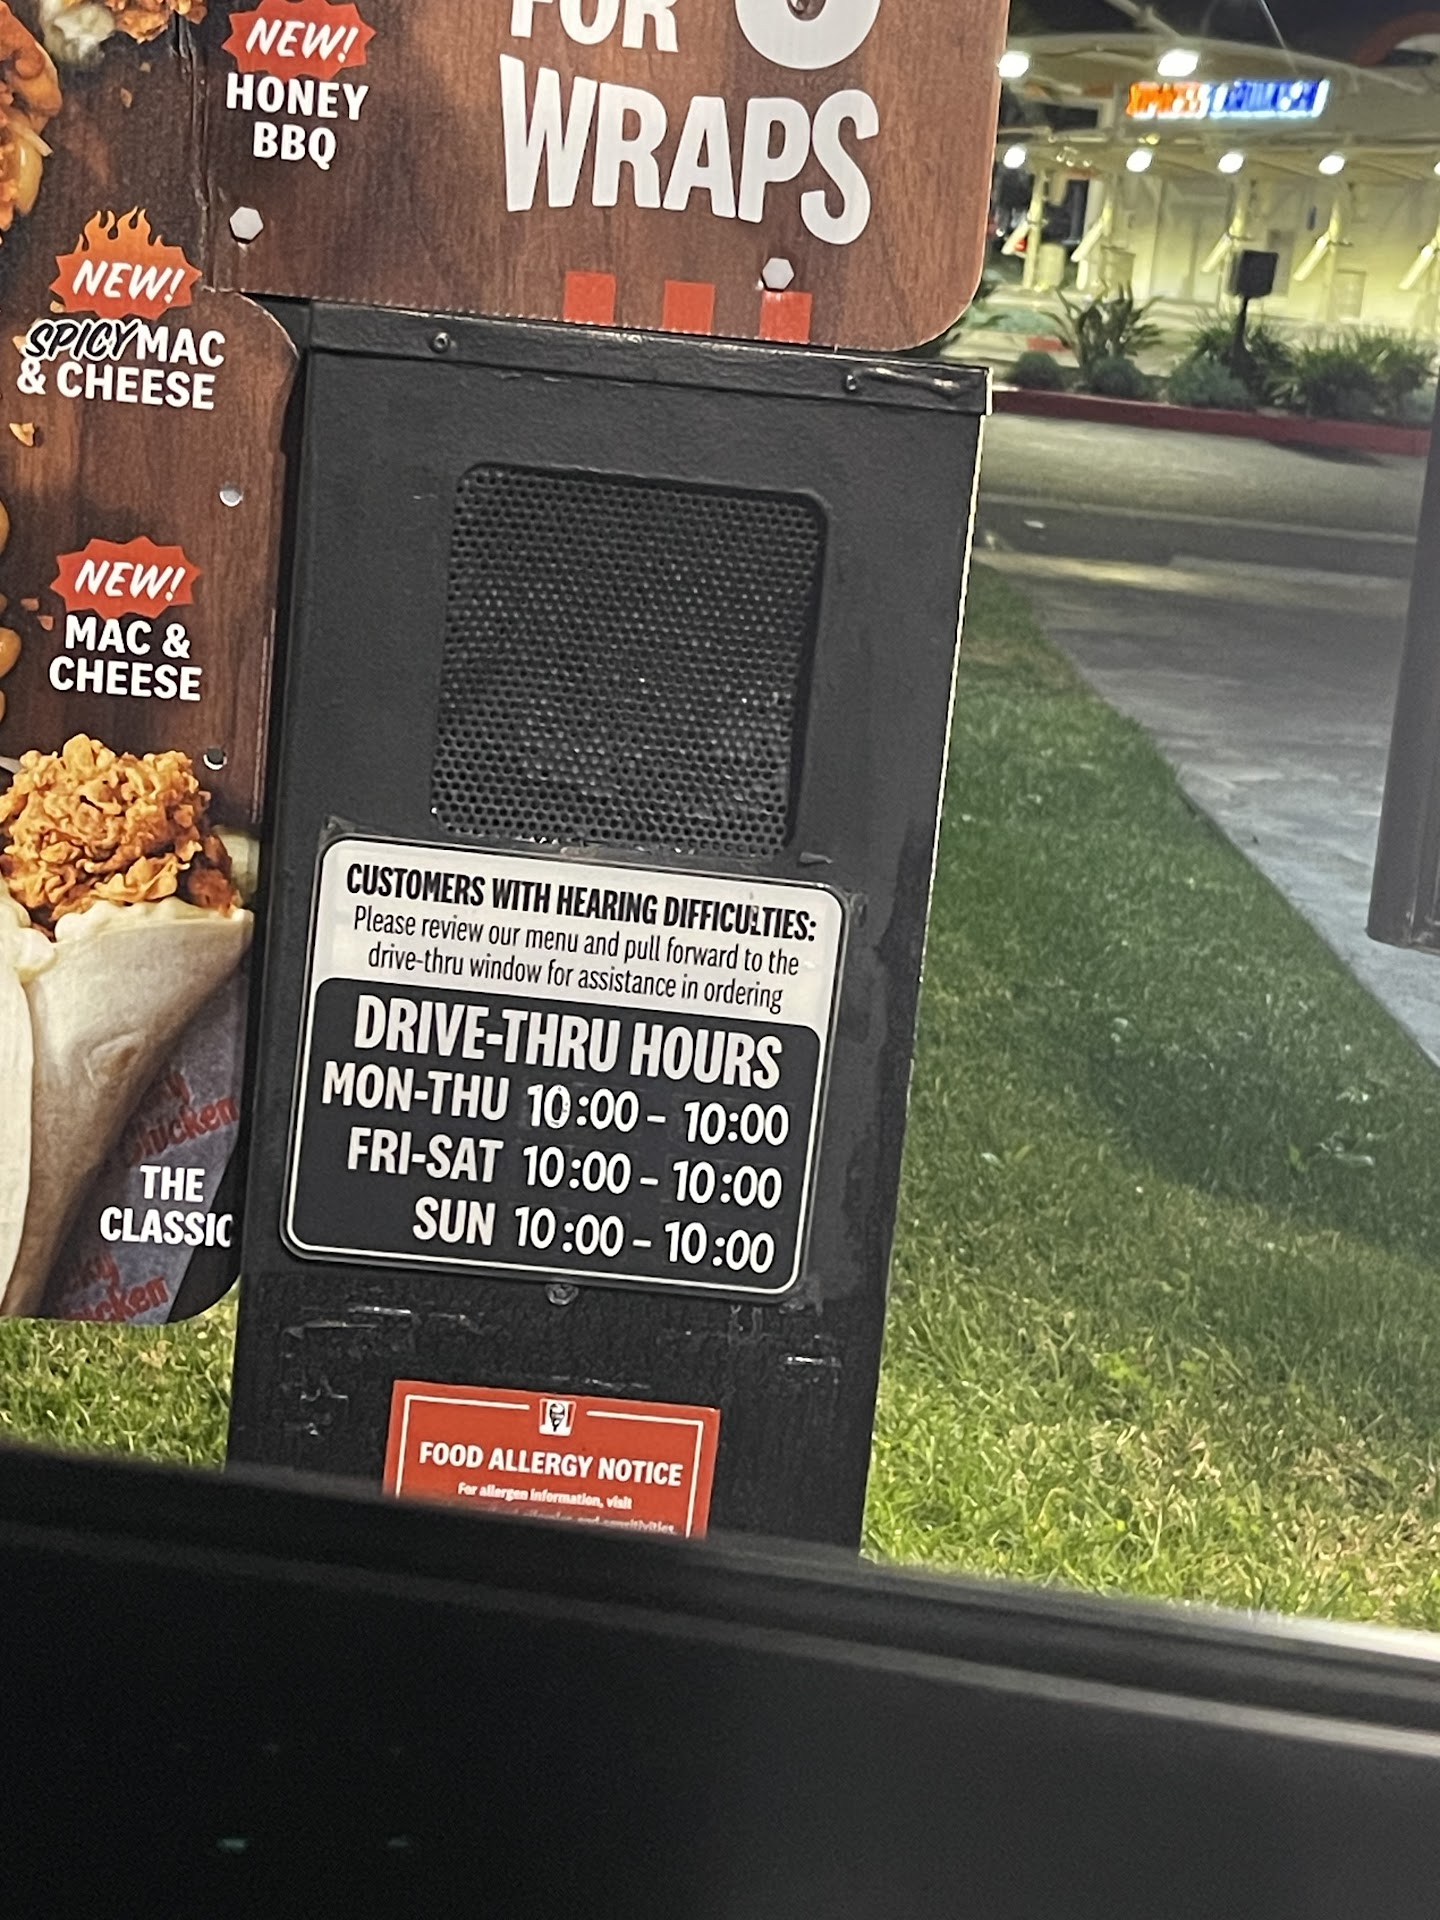 NEW!
HONEY
BBQ
FOR
WRAPS
NEW!
SPICY MAC
& CHEESE
NEW!
MAC &
CHEESE
THE
CLASSIC
CUSTOMERS WITH HEARING DIFFICULTIES:
Please review our menu and pull forward to the
drive-thru window for assistance in ordering
DRIVE-THRU HOURS
MON-THU 10:00 - 10:00
FRI-SAT 10:00 - 10:00
SUN 10:00 - 10:00
FOOD ALLERGY NOTICE
For allergen information, visit
and sensitivities.